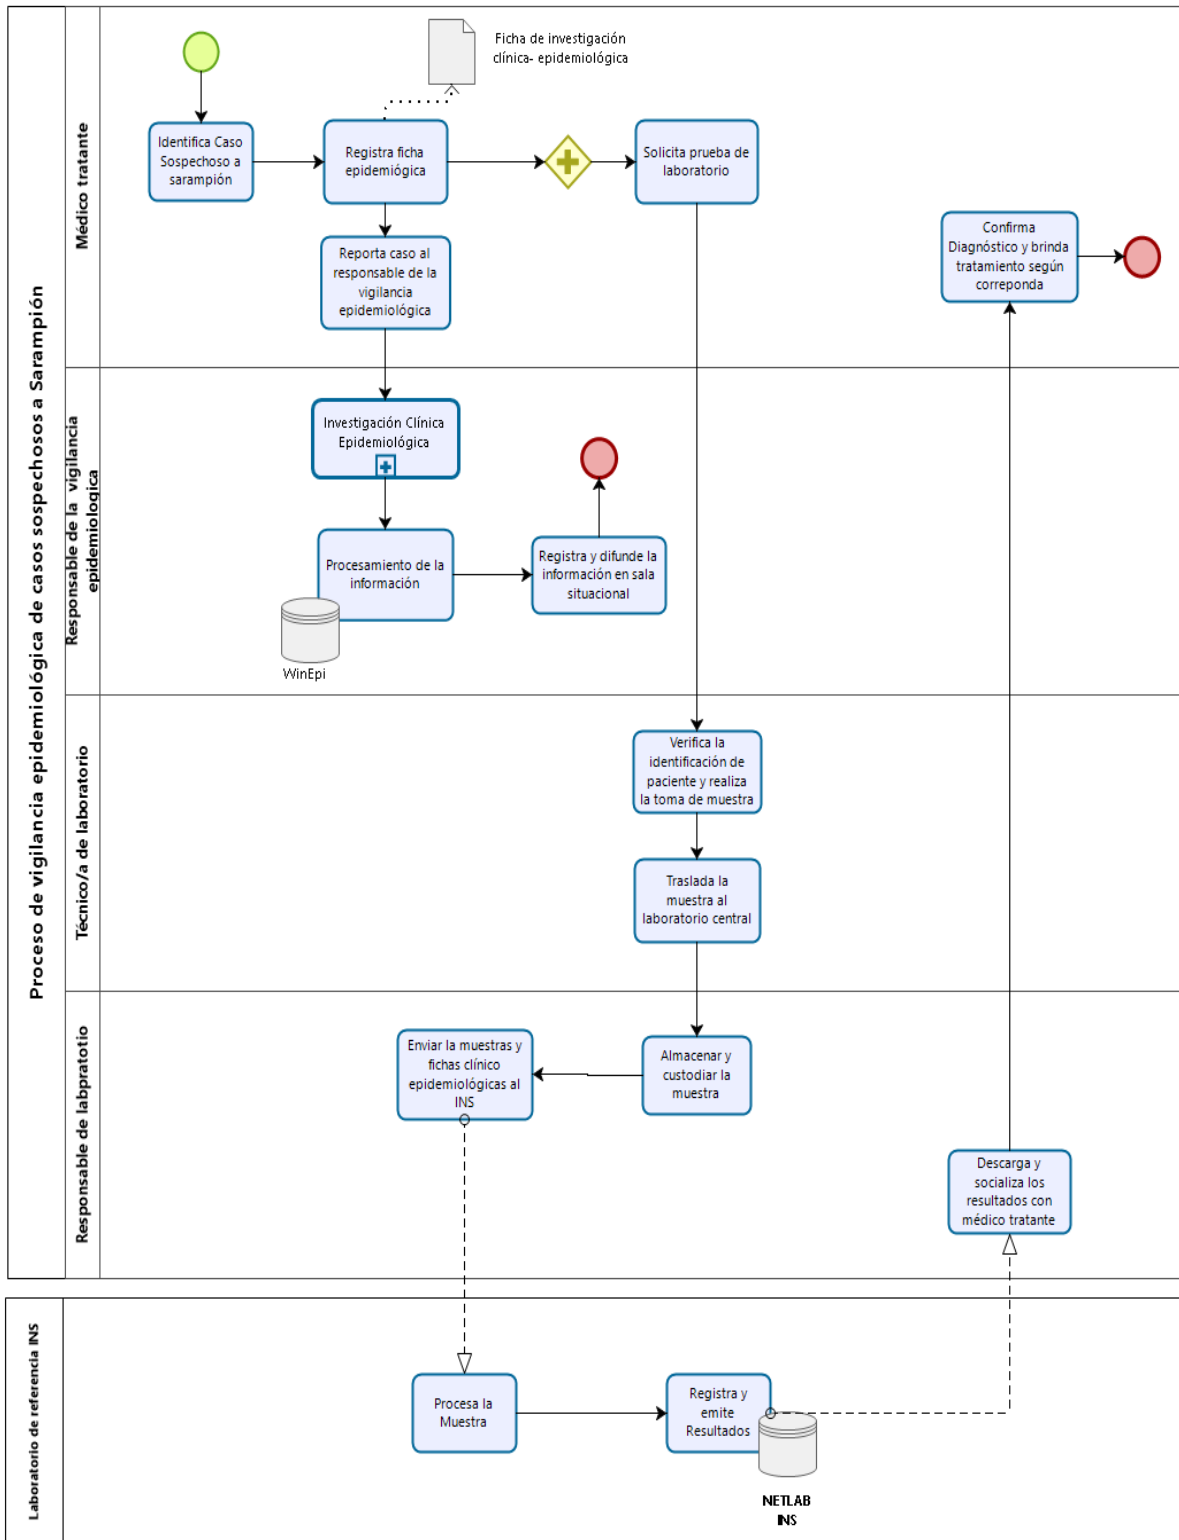 Proceso de vigilancia epidemiológica de casos sospechosos a Sarampión
Médico tratante
Ficha de investigación
clínica- epidemiológica
Identifica Caso
Sospechoso a
sarampión
Registra ficha
epidemiógica
Solicita prueba de
laboratorio
Reporta caso al
responsable de la
vigilancia
epidemiológica
Confirma
Diagnóstico y brinda
tratamiento según
correponda
Responsable de la vigilancia
epidemiologica
Investigación Clínica
Epidemiológica
Procesamiento de la
información
WinEpi
Registra y difunde la
información en sala
situacional
Técnico/a de laboratorio
Verifica la
identificación de
paciente y realiza
la toma de muestra
Traslada la
muestra al
laboratorio central
Responsable de labpratotio
Enviar la muestras y
fichas clínico
epidemiológicas al
INS
Almacenar y
custodiar la
muestra
Descarga y
socializa los
resultados con
médico tratante
Laboratorio de referencia INS
Procesa la
Muestra
Registra y
emite
Resultados
NETLAB
INS